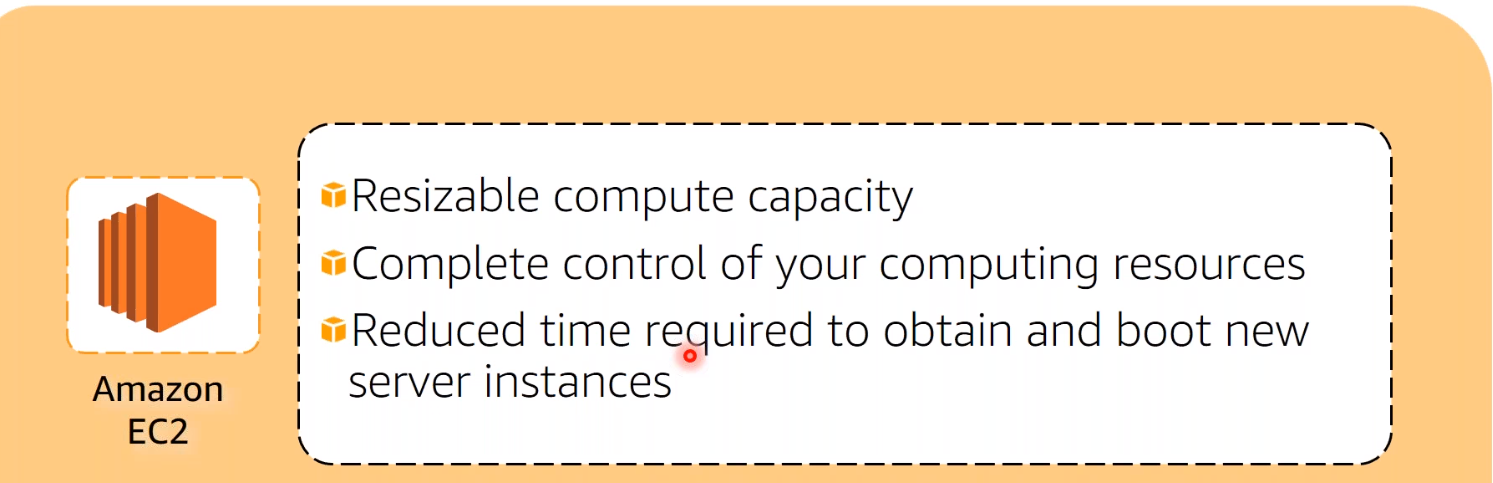 Resizable compute capacity
Complete control of your computing resources
Reduced time required to obtain and boot new
server instances
Amazon
EC2